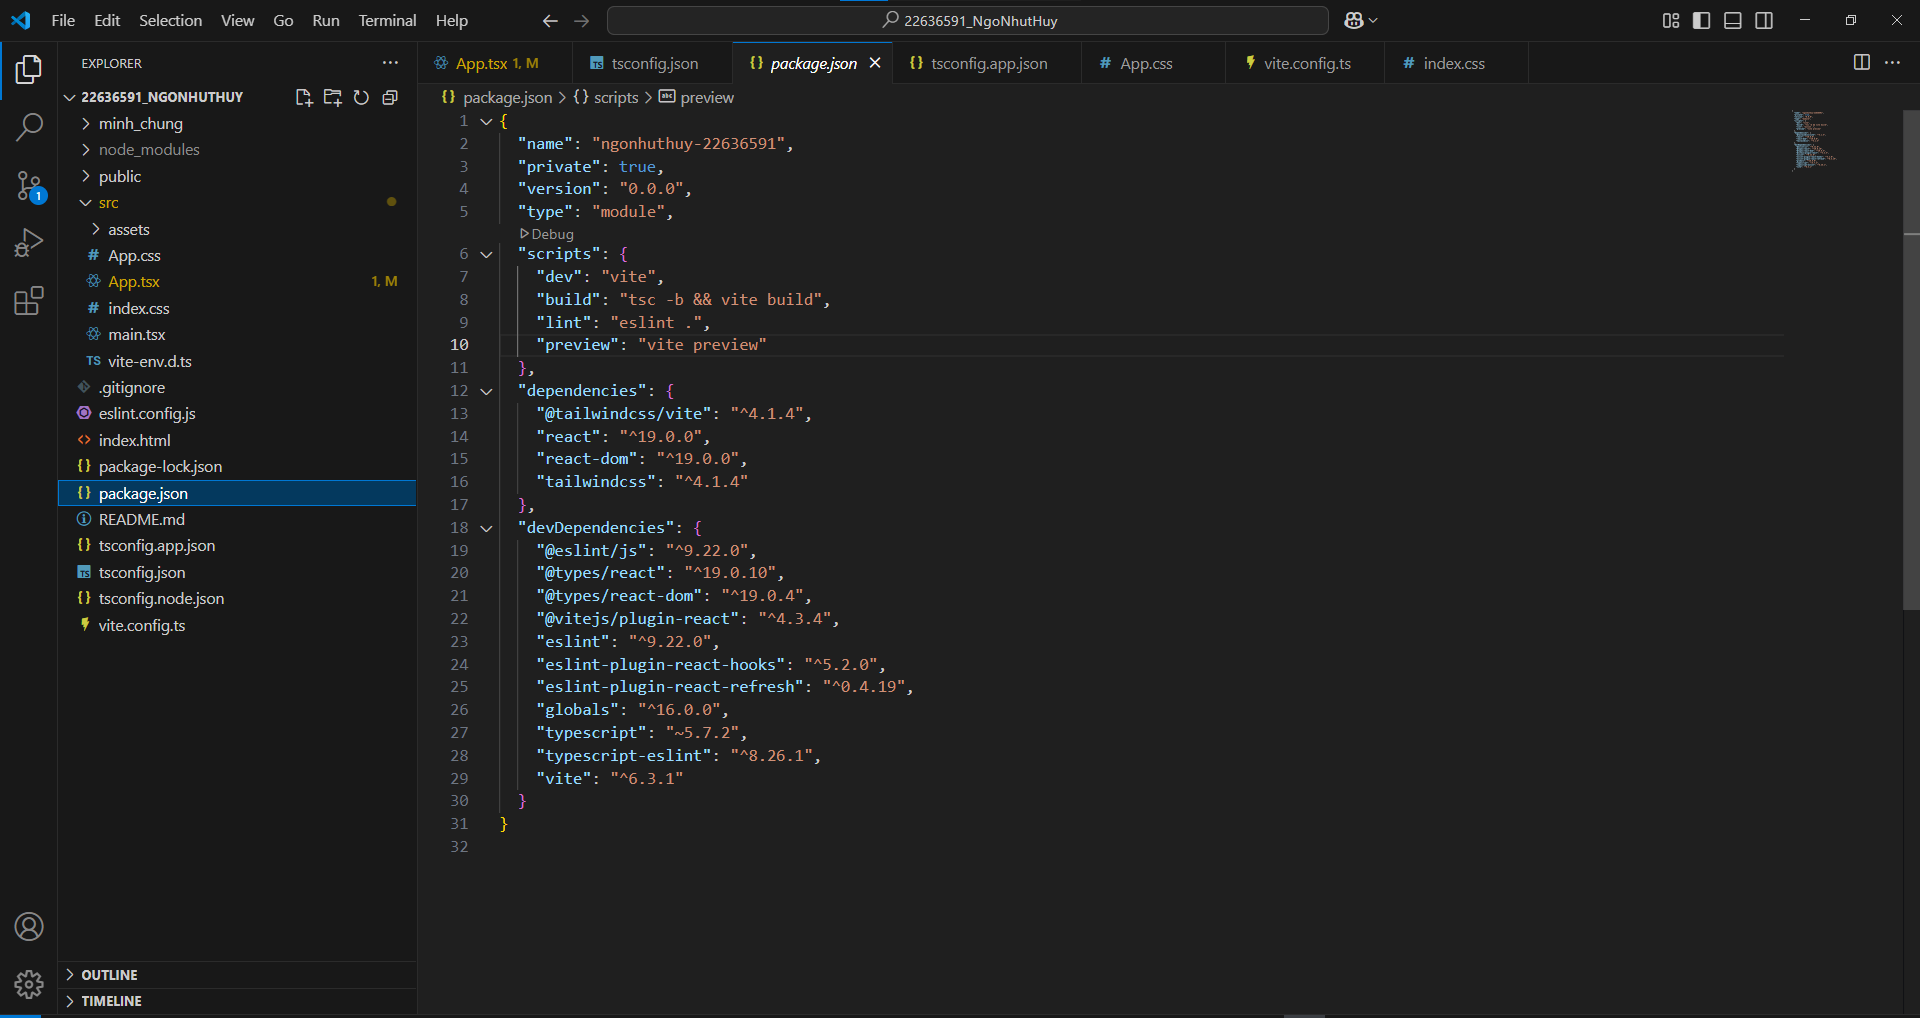 File Edit Selection View Go Run Terminal Help
22636591_NgoNhutHuy
EXPLORER
App.tsx 1, M
tsconfig.json
package.json
tsconfig.app.json
App.css
vite.config.ts
index.css
22636591_NGONHUTHUY
minh_chung
node_modules
public
src
assets
App.css
App.tsx 1, M
index.css
main.tsx
TS vite-env.d.ts
.gitignore
eslint.config.js
index.html
package-lock.json
package.json
README.md
tsconfig.app.json
tsconfig.json
tsconfig.node.json
vite.config.ts
OUTLINE
TIMELINE
1
package.json > {} scripts > preview
1 {
2 "name": "ngonhuthuy-22636591",
3 "private": true,
4 "version": "0.0.0",
5 "type": "module",
Debug
6 "scripts": {
7 "dev": "vite",
8 "build": "tsc -b && vite build",
9 "lint": "eslint .",
10 "preview": "vite preview"
11 },
12 "dependencies": {
13 "@tailwindcss/vite": "^4.1.4",
14 "react": "^19.0.0",
15 "react-dom": "^19.0.0",
16 "tailwindcss": "^4.1.4"
17 },
18 "devDependencies": {
19 "@eslint/js": "^9.22.0",
20 "@types/react": "^19.0.10",
21 "@types/react-dom": "^19.0.4",
22 "@vitejs/plugin-react": "^4.3.4",
23 "eslint": "^9.22.0",
24 "eslint-plugin-react-hooks": "^5.2.0",
25 "eslint-plugin-react-refresh": "^0.4.19",
26 "globals": "^16.0.0",
27 "typescript": "~5.7.2",
28 "typescript-eslint": "^8.26.1",
29 "vite": "^6.3.1"
30 }
31 }
32